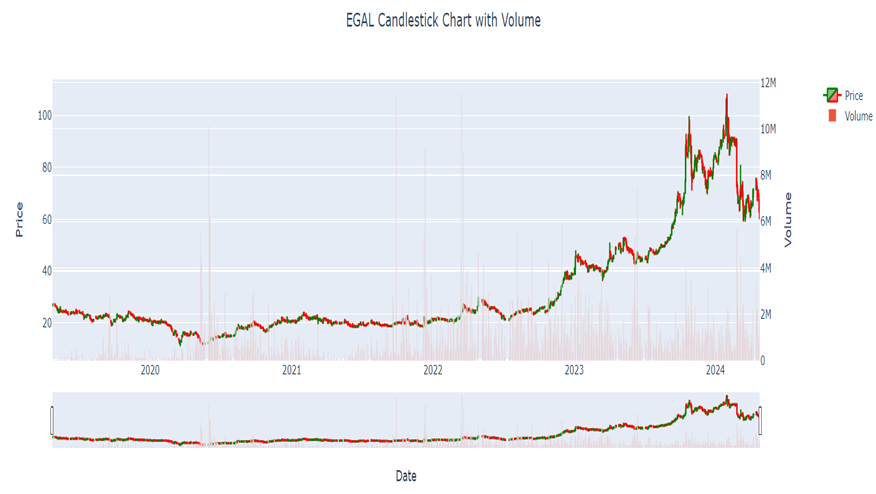 EGAL Candlestick Chart with Volume
Price
Volume
12M
100
10M
80
8M
Price
Volume
60
6M
40
4M
20
2M
0
2020 2021 2022 2023 2024
Date